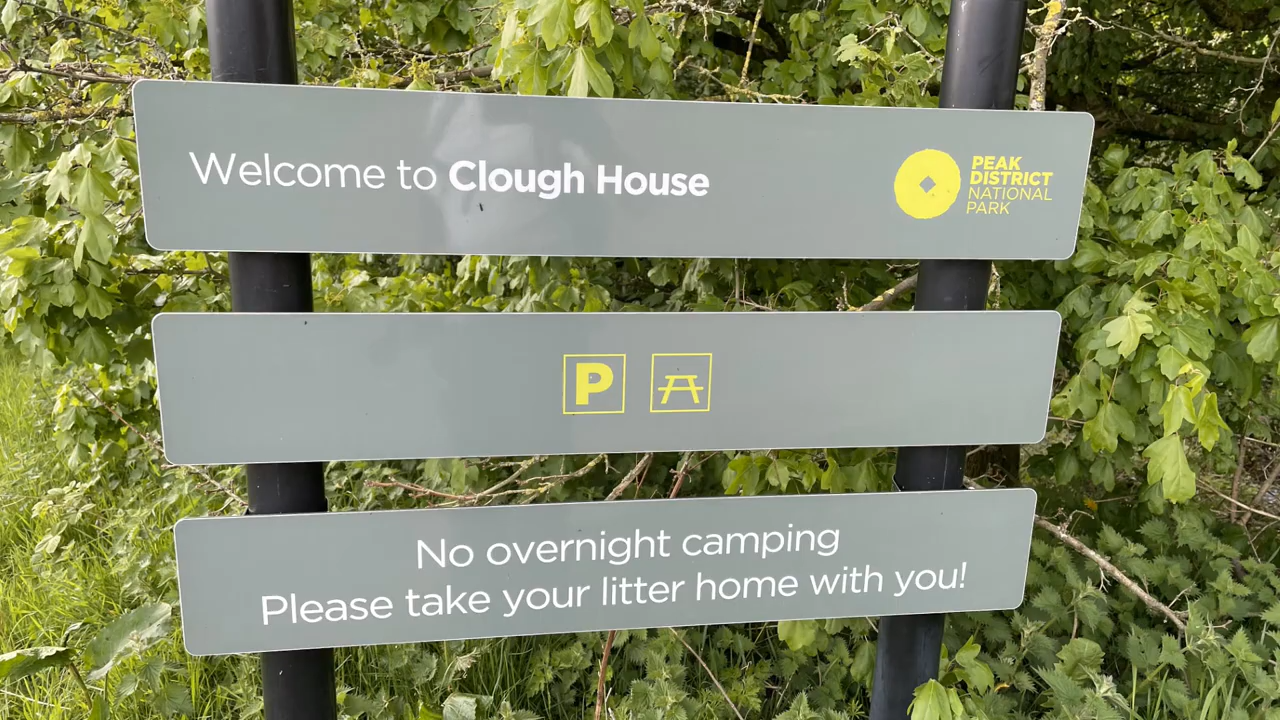 Welcome to Clough House
PEAK
DISTRICT
NATIONAL
PARK
P
No overnight camping
Please take your litter home with you!